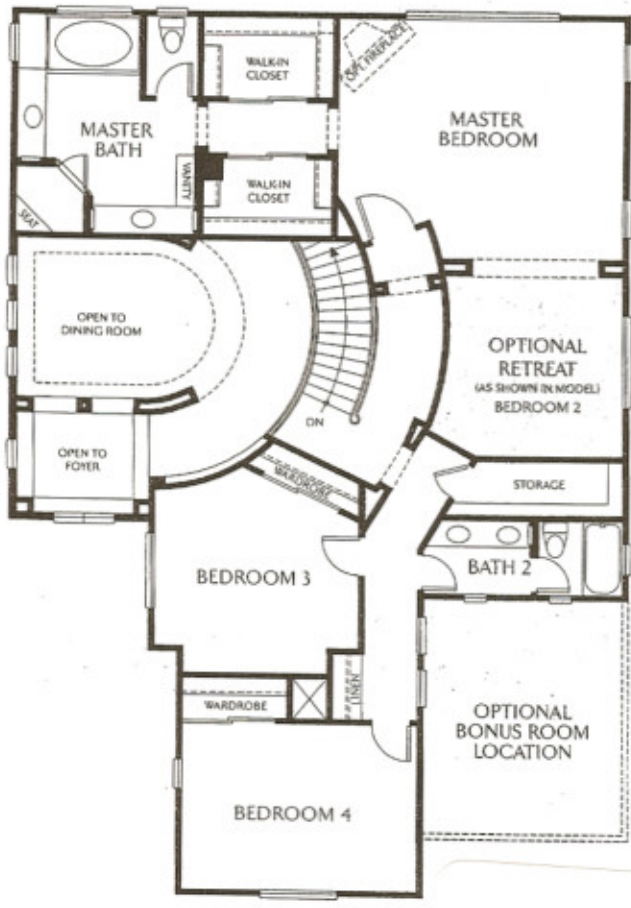 WALK-IN
CLOSET
OPT. FIREPLACE
MASTER
BATH
MASTER
BEDROOM
VANITY
WALK-IN
CLOSET
SEAT
OPEN TO
DINING ROOM
OPTIONAL
RETREAT
(AS SHOWN IN MODEL)
BEDROOM 2
DN
OPEN TO
FOYER
WARDROBE
STORAGE
BEDROOM 3
BATH 2
LINEN
WARDROBE
OPTIONAL
BONUS ROOM
LOCATION
BEDROOM 4